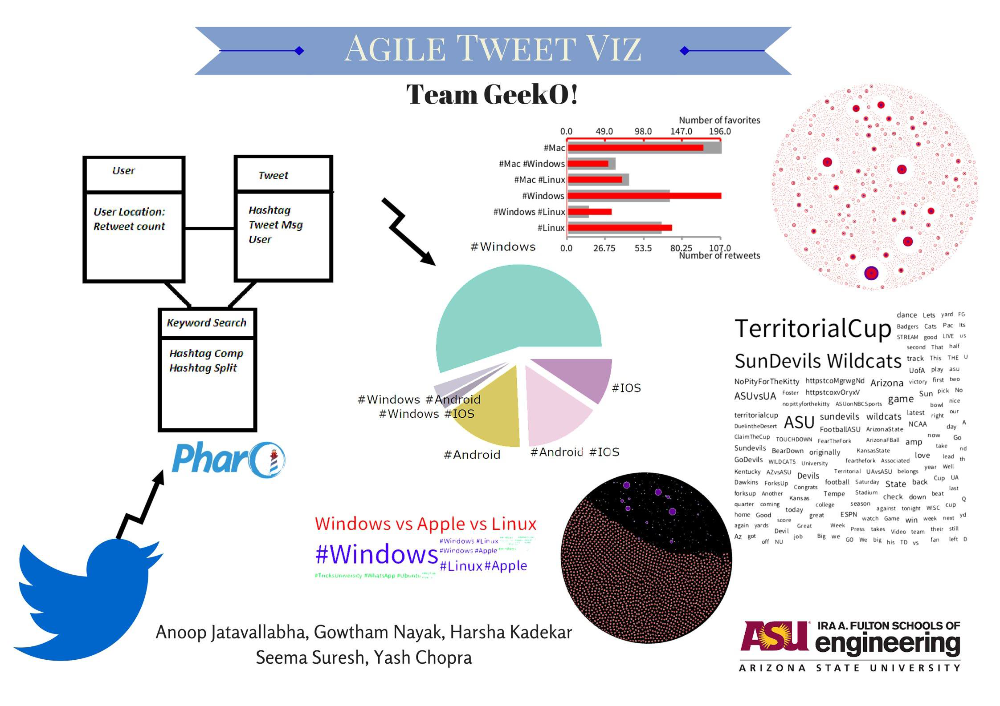 AGILE TWEET VIZ
Team GeekO!
User
User Location:
Retweet count
Tweet
Hashtag
Tweet Msg
User
Keyword Search
Hashtag Comp
Hashtag Split
Pharo
Number of favorites
0.0 49.0 98.0 147.0 196.0
#Mac
#Mac #Windows
#Mac #Linux
#Windows
#Windows #Linux
#Linux
0.0 26.75 53.5 80.25 107.0
Number of retweets
#Windows
#IOS
#Windows #Android
#Windows #IOS
#Android
#Android #IOS
TerritorialCup
SunDevils Wildcats
dance Lets yard FG
Badgers Cats Pac Its
STREAM good LIVE us
second That half
track This THE U
UofA play asu
NoPityForTheKitty httpstcoMgrwgNd Arizona victory first two
ASUvsUA Foster httpstcoxvOryxV game Sun pick No
nopittyforthekitty ASUonNBCSports bowl nice
territorialcup ASU sundevils wildcats latest right our
DuelintheDesert FootballASU ArizonaState NCAA day A
ClaimTheCup TOUCHDOWN FearTheFork ArizonaFBall amp now Go
Sundevils BearDown originally KansasState take nd
GoDevils WILDCATS University fearthefork Associated love lead th
Kentucky AZvsASU Devils Territorial UAvsASU belongs year Well
Dawkins ForksUp Congrats football Saturday State back Cup UA
forksup Another Kansas Tempe Stadium check down beat last
quarter coming today college season against tonight WISC cup Q
home Good score great ESPN watch Game win week next yd
again yards Devil Great Week Press takes Video team their still
Az got off NU job Big we GO We big his TD vs fan left D
Windows vs Apple vs Linux
#Windows #Linux
#Windows
#Windows #Apple
#Linux #Apple
#TricksUniversity #WhatsApp #Ubuntu
Anoop Jatavallabha, Gowtham Nayak, Harsha Kadekar
Seema Suresh, Yash Chopra
ASU IRA A. FULTON SCHOOLS OF
engineering
ARIZONA STATE UNIVERSITY